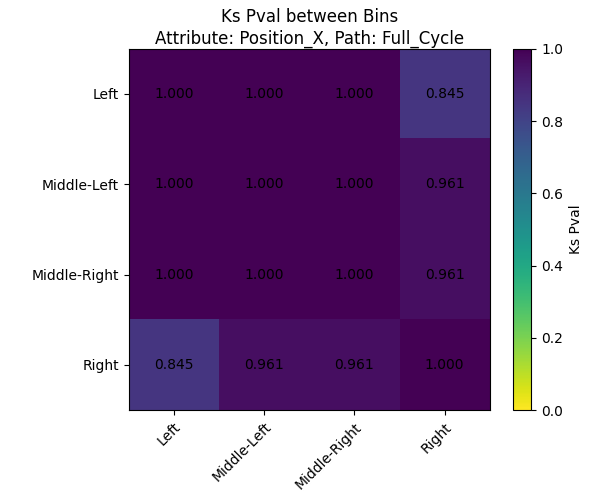 Ks Pval between Bins
Attribute: Position_X, Path: Full_Cycle
Left
1.000 1.000 1.000 0.845
Middle-Left
1.000 1.000 1.000 0.961
Middle-Right
1.000 1.000 1.000 0.961
Right
0.845 0.961 0.961 1.000
Left
Middle-Left
Middle-Right
Right
1.0
0.8
0.6
0.4
0.2
0.0
Ks Pval